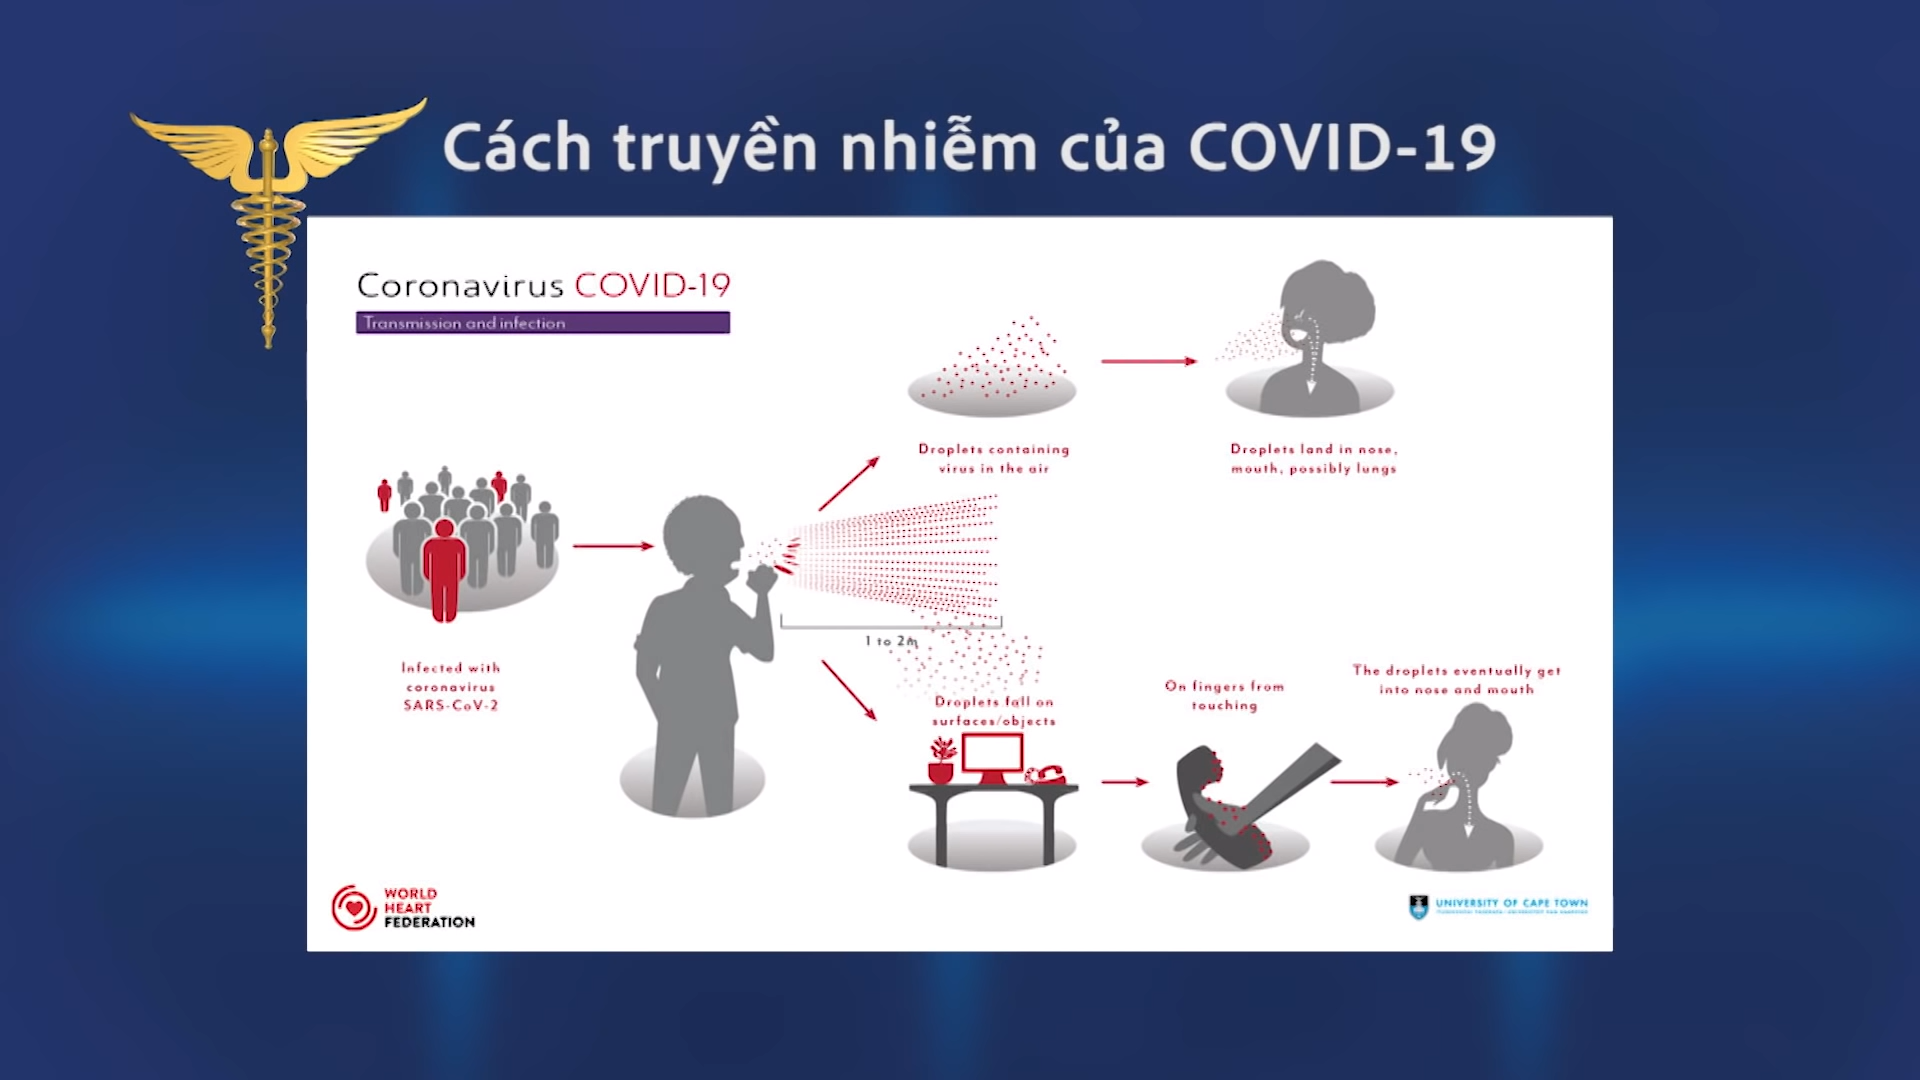 Cách truyền nhiễm của COVID-19
Coronavirus COVID-19
Transmission and infection
Droplets containing
virus in the air
Droplets land in nose,
mouth, possibly lungs
1 to 2m
Infected with
coronavirus
SARS-CoV-2
Droplets fall on
surfaces/objects
On fingers from
touching
The droplets eventually get
into nose and mouth
WORLD
HEART
FEDERATION
UNIVERSITY OF CAPE TOWN